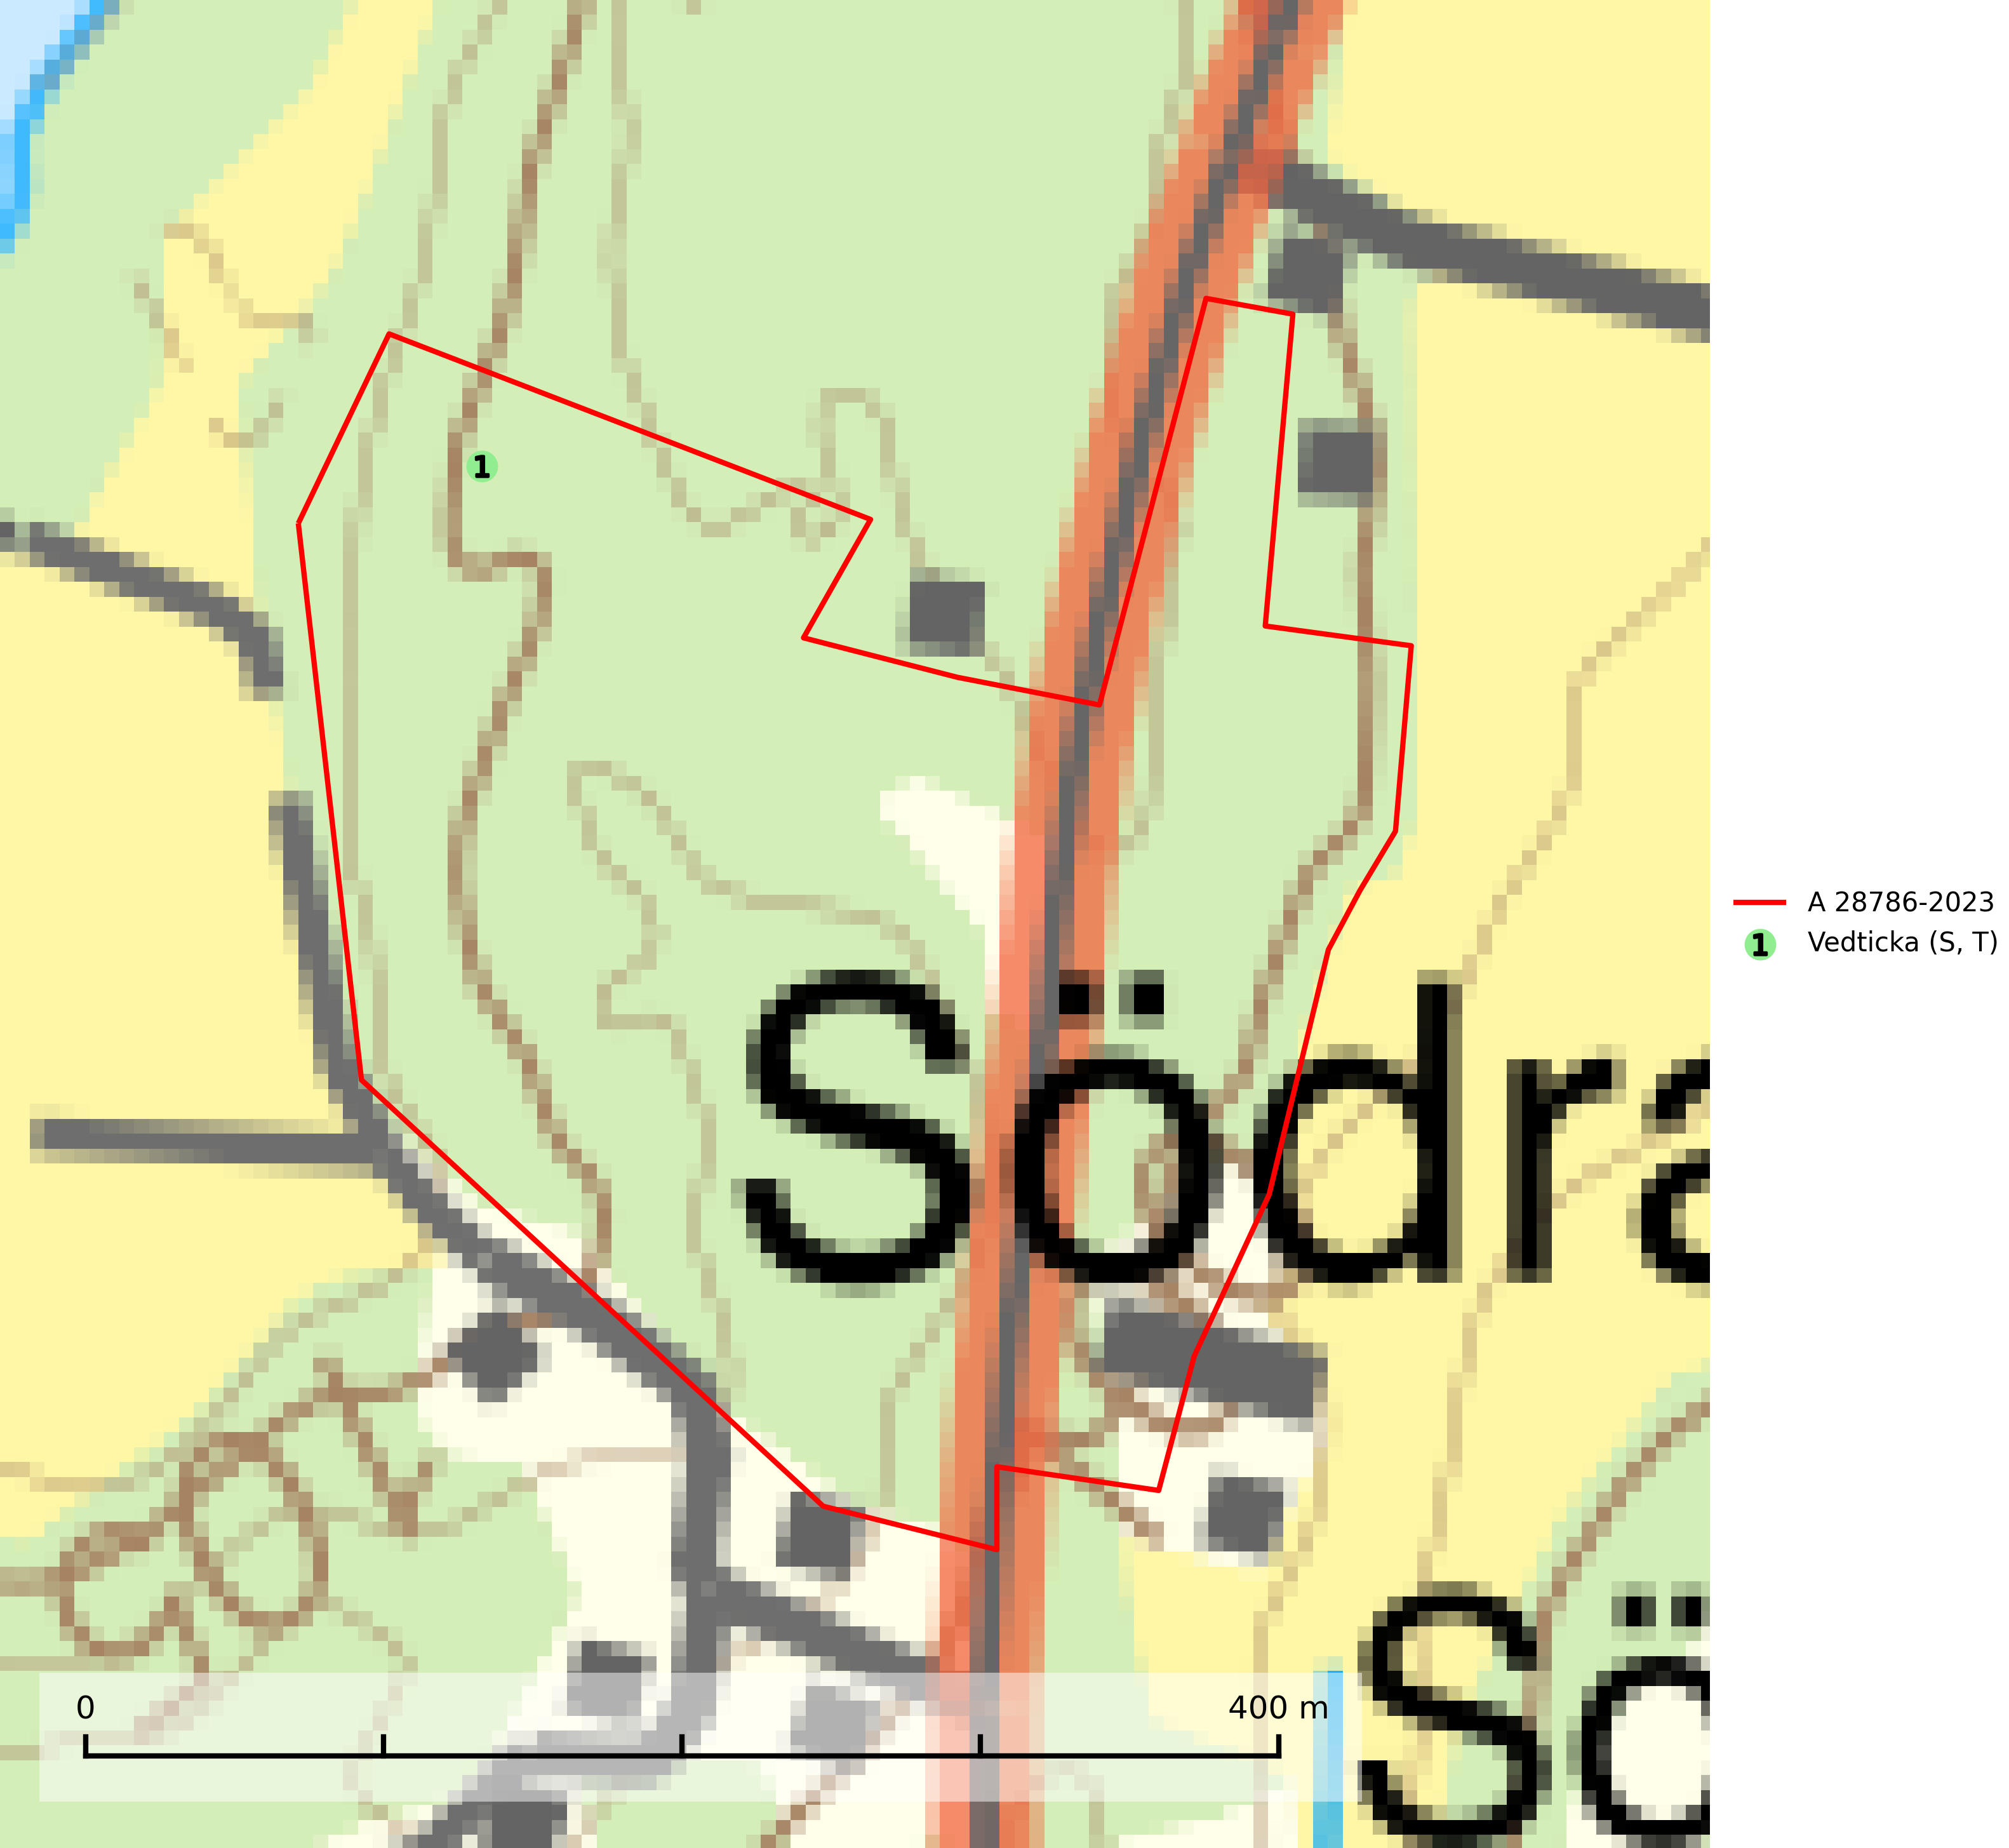 1
Södra
Sö
0 400 m
A 28786-2023
1 Vedticka (S, T)